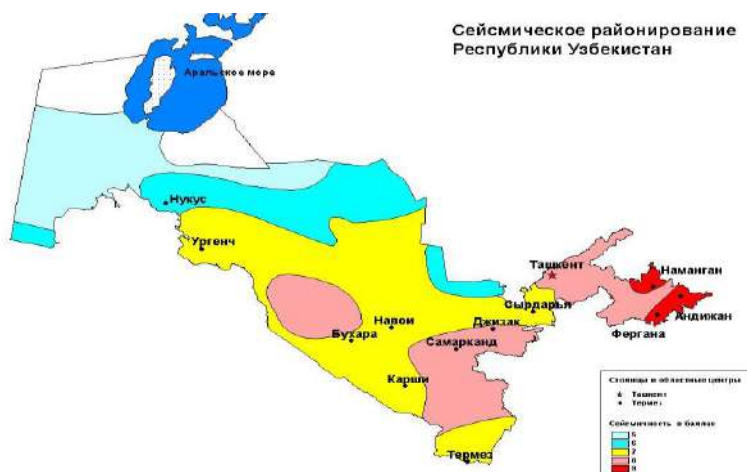 Сейсмическое районирование
Республики Узбекистан
Аральское море
Нукус
Ургенч
Ташкент
Наманган
Сырдарья
Андижан
Навои
Джизак
Фергана
Бухара
Самарканд
Карши
Термез
Столица и областные центры
Ташкент
Термез
Сейсмичность в баллах
5
6
7
8
9